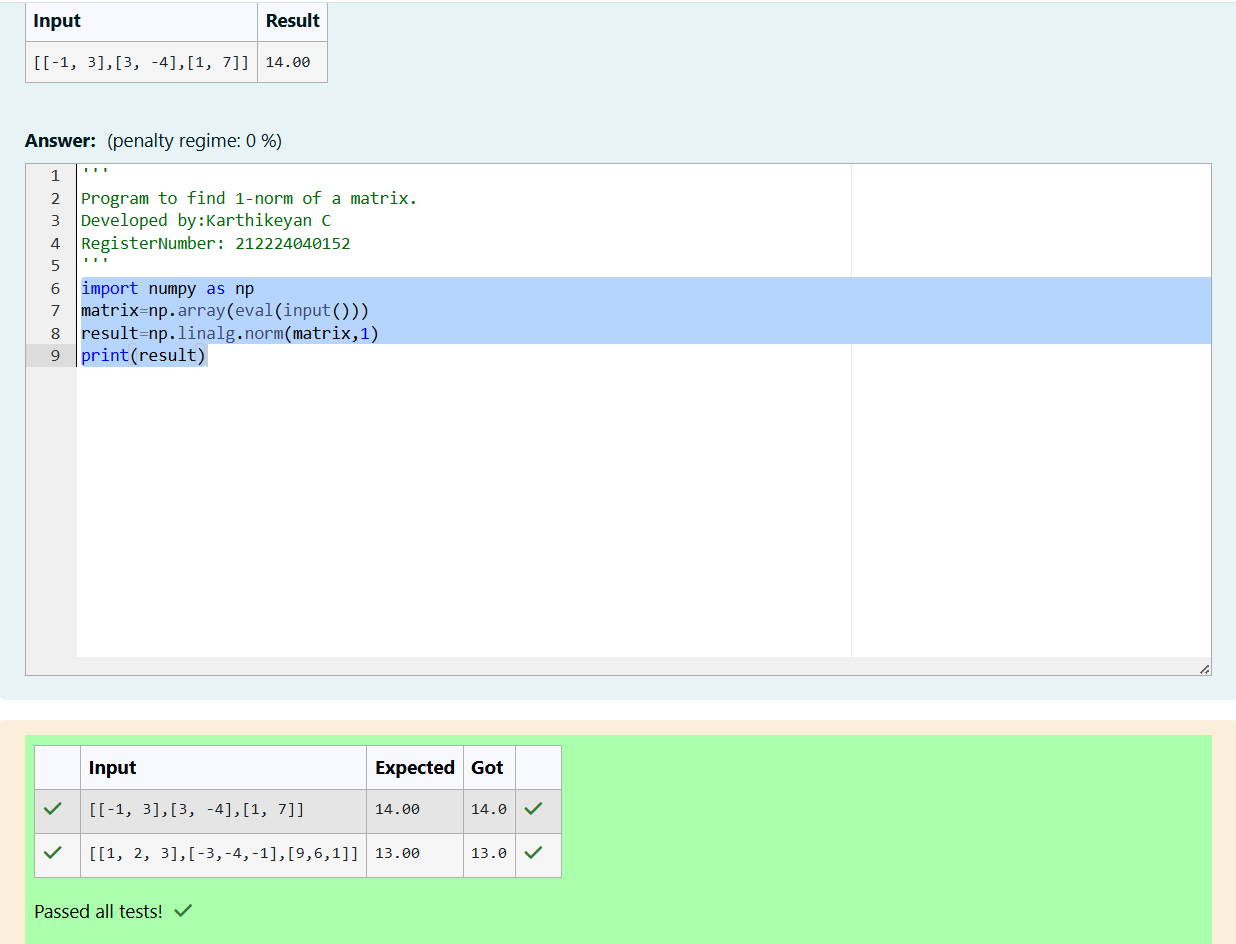 Input Result
[[-1, 3],[3, -4],[1, 7]] 14.00
Answer: (penalty regime: 0 %)
1 '''
2 Program to find 1-norm of a matrix.
3 Developed by:Karthikeyan C
4 RegisterNumber: 212224040152
5 '''
6 import numpy as np
7 matrix=np.array(eval(input()))
8 result=np.linalg.norm(matrix,1)
9 print(result)
Input Expected Got
[[-1, 3],[3, -4],[1, 7]] 14.00 14.0
[[1, 2, 3],[-3,-4,-1],[9,6,1]] 13.00 13.0
Passed all tests!